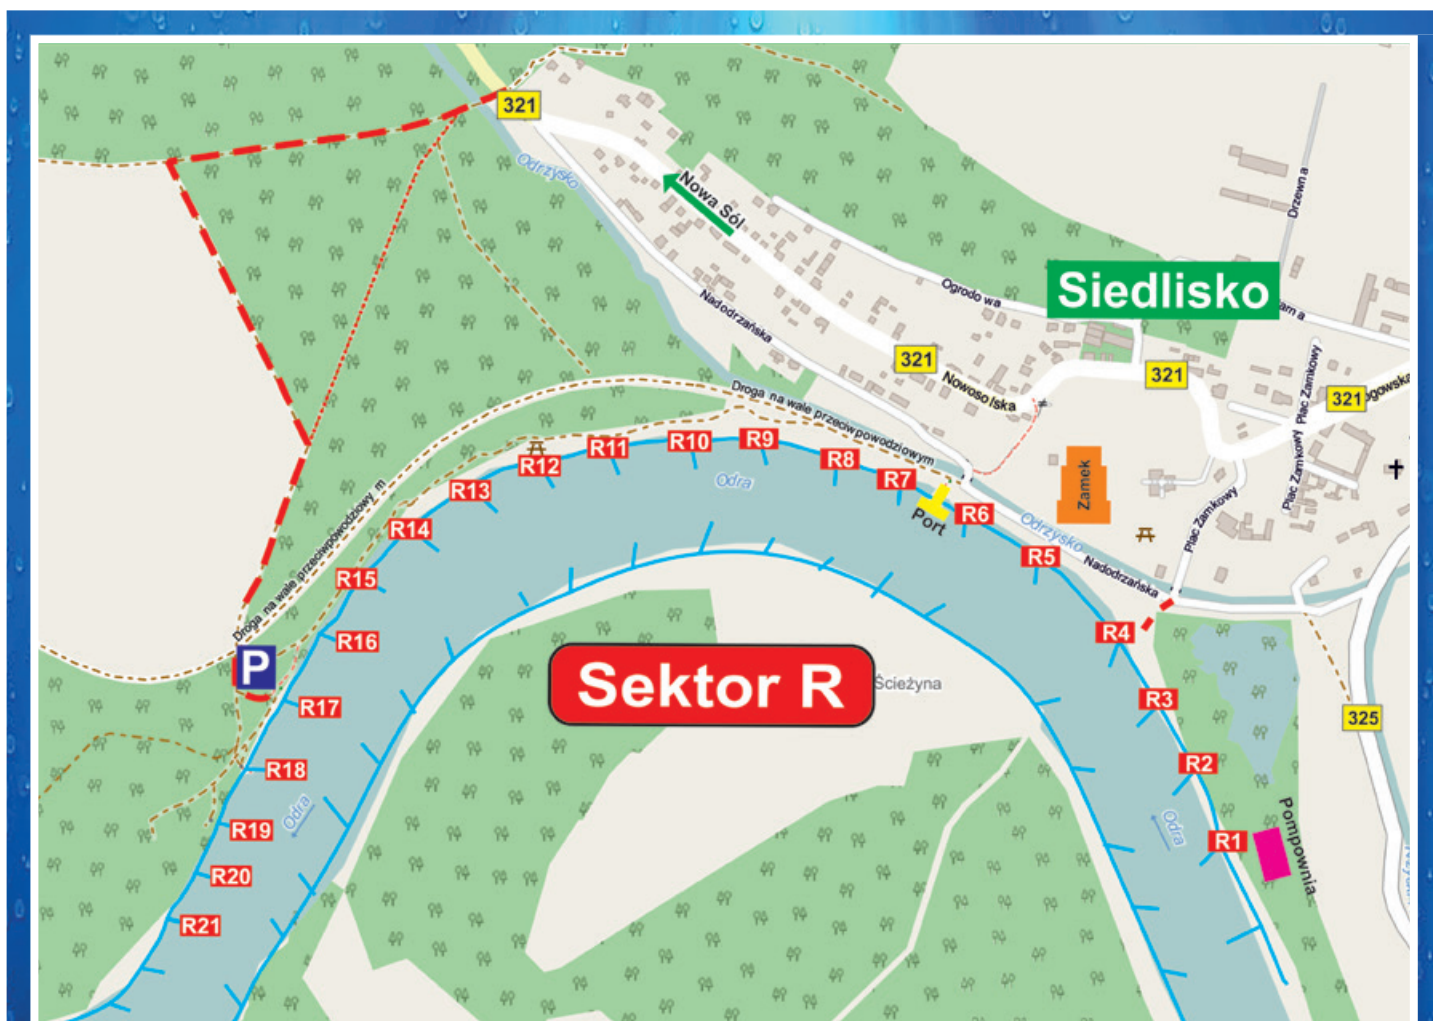 321
Odrzysko
Nowa Sól
Drzewna
Siedlisko
Ogrodowa
Nadodrzańska
321
Nowosolska
321
321
Plac Zamkowy
Plac Zamkowy
Plac Zamkowy
Droga na wale przeciwpowodziowym
Droga na wale przeciwpowodziowym
R11
R10
R9
R8
R7
R12
R13
R14
R15
R16
R17
R18
R19
R20
R21
Odra
Port
R6
R5
R4
R3
R2
R1
Zamek
Odrzysko
Nadodrzańska
P
Sektor R
Ścieżyna
325
Odra
Odra
Pompownia